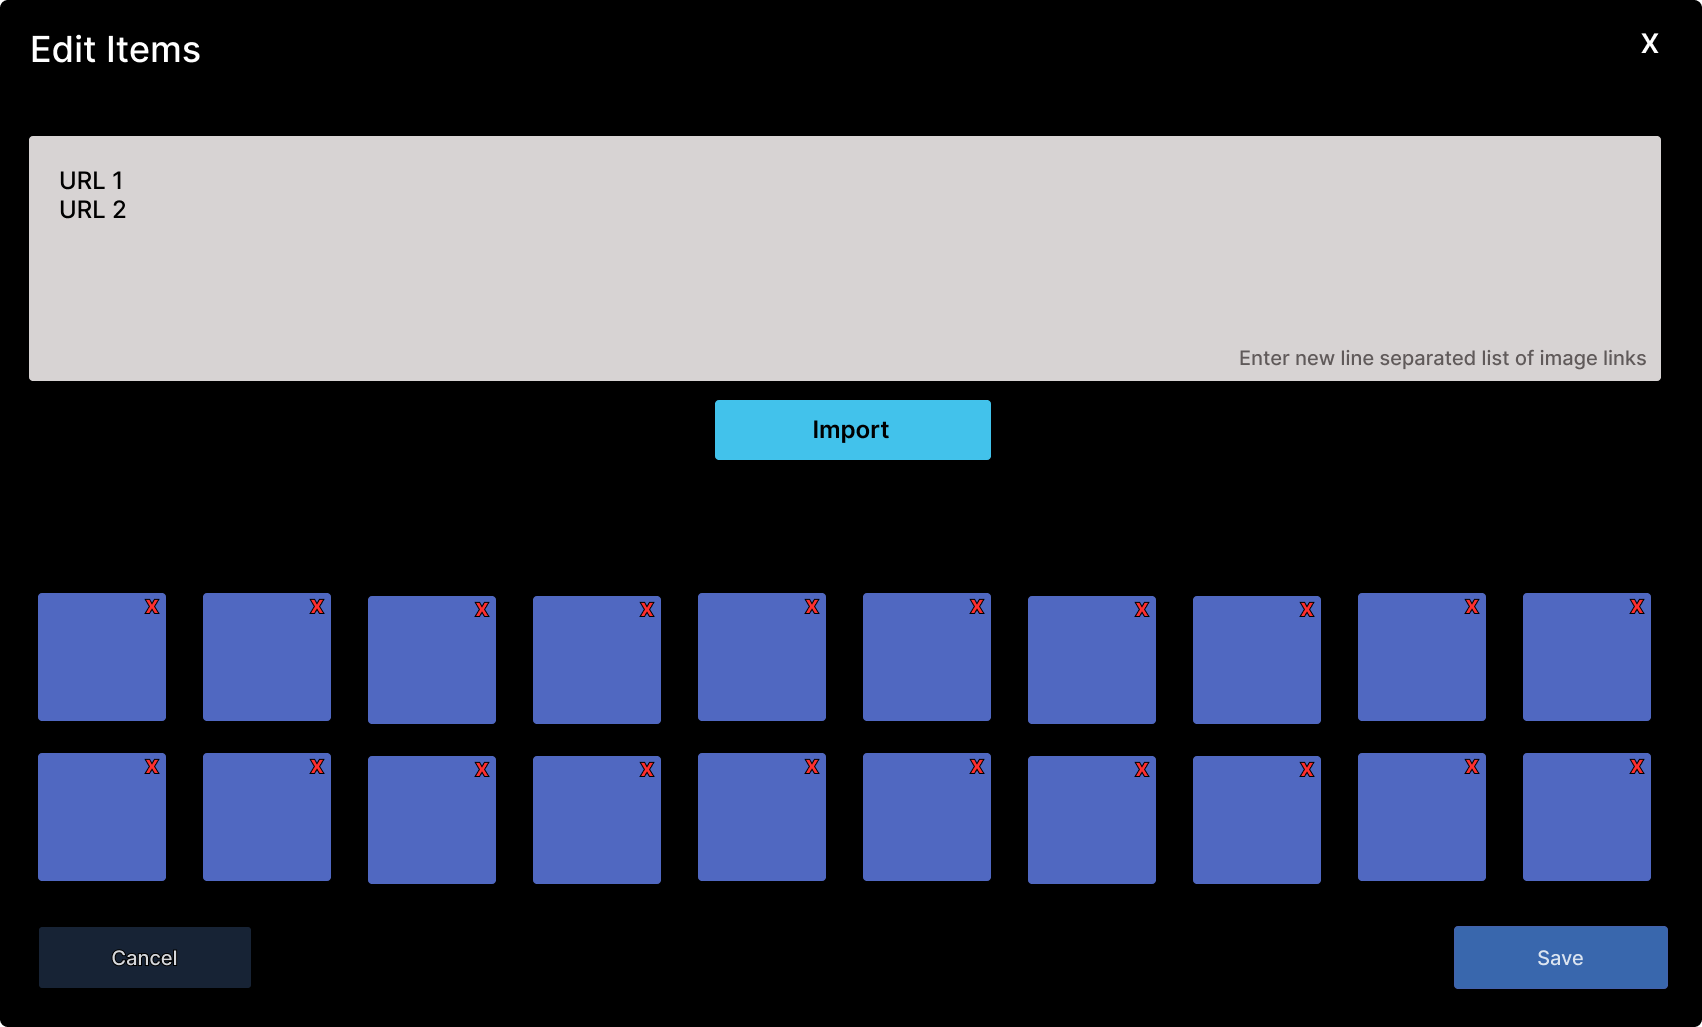 Edit Items
X
URL 1
URL 2
Enter new line separated list of image links
Import
X X X X X X X X X X
X X X X X X X X X X
Cancel
Save